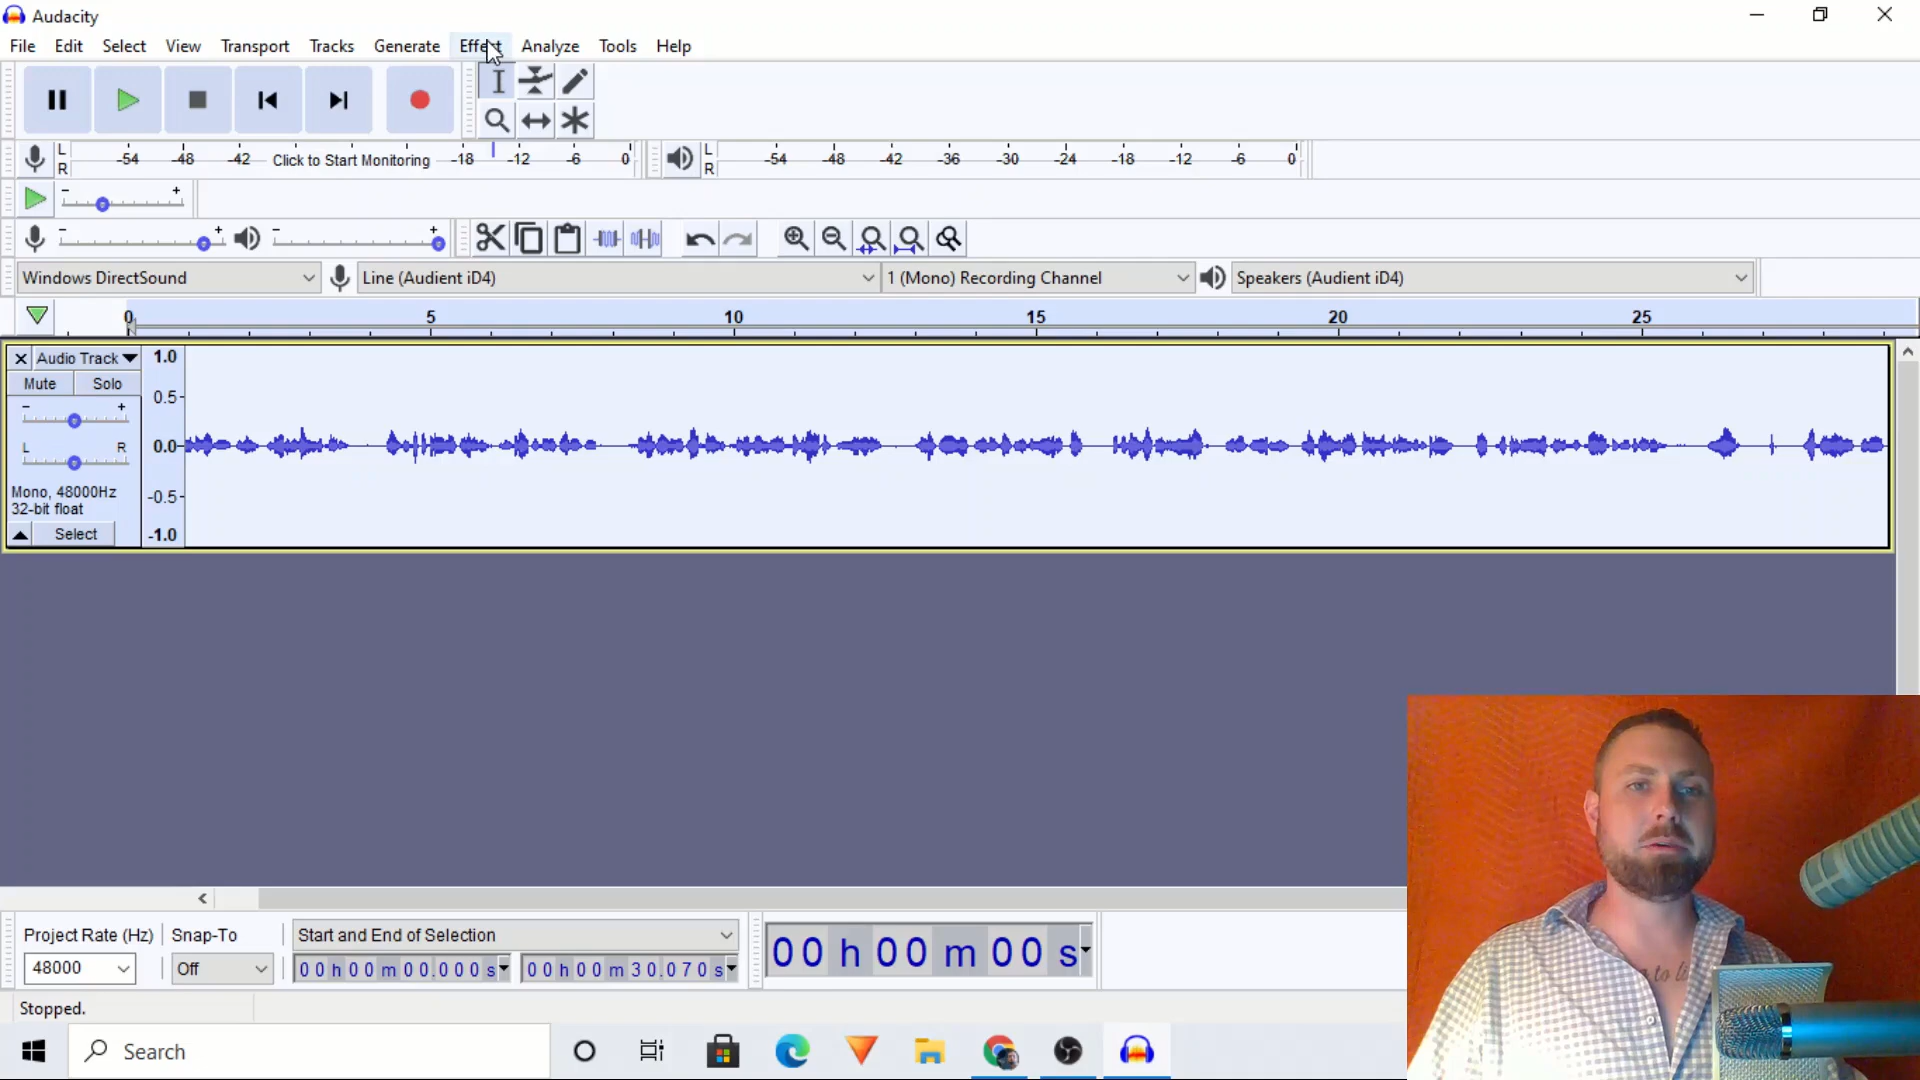 Audacity
File Edit Select View Transport Tracks Generate Effect Analyze Tools Help
L R -54 -48 -42 Click to Start Monitoring -18 -12 -6 0 L R -54 -48 -42 -36 -30 -24 -18 -12 -6 0
- +
- + - +
Windows DirectSound Line (Audient iD4) 1 (Mono) Recording Channel Speakers (Audient iD4)
0 5 10 15 20 25
Audio Track 1.0
Mute Solo 0.5
- +
L R 0.0
Mono, 48000Hz -0.5
32-bit float
Select -1.0
Project Rate (Hz) Snap-To Start and End of Selection
48000 Off 00 h 00 m 00.000 s 00 h 00 m 30.070 s 00 h 00 m 00 s
Stopped.
Search